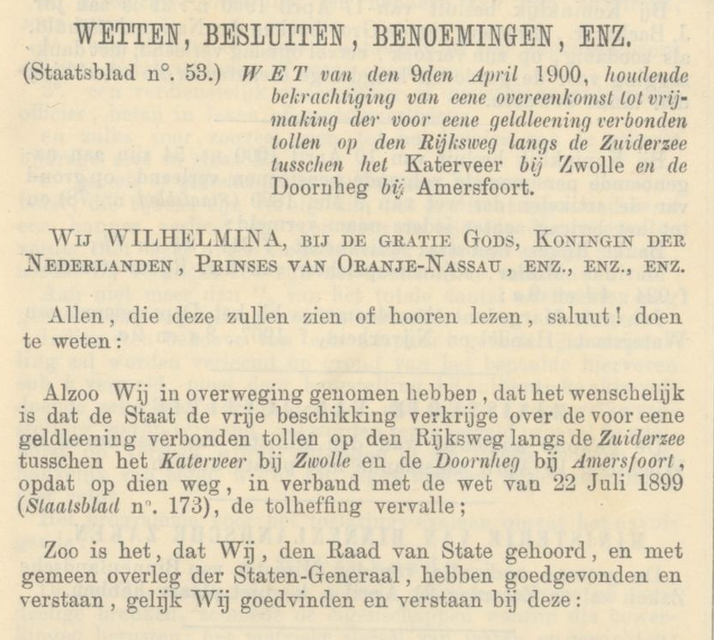 WETTEN, BESLUITEN, BENOEMINGEN, ENZ.
(Staatsblad n°. 53.) WET van den 9den April 1900, houdende
bekrachtiging van eene overeenkomst tot vrij-
making der voor eene geldleening verbonden
tollen op den Rijksweg langs de Zuiderzee
tusschen het Katerveer bij Zwolle en de
Doornheg bij Amersfoort.
WIJ WILHELMINA, BIJ DE GRATIE GODS, KONINGIN DER
NEDERLANDEN, PRINSES VAN ORANJE-NASSAU, ENZ., ENZ., ENZ.
Allen, die deze zullen zien of hooren lezen, saluut! doen
te weten:
Alzoo Wij in overweging genomen hebben, dat het wenschelijk
is dat de Staat de vrije beschikking verkrijge over de voor eene
geldleening verbonden tollen op den Rijksweg langs de Zuiderzee
tusschen het Katerveer bij Zwolle en de Doornheg bij Amersfoort,
opdat op dien weg, in verband met de wet van 22 Juli 1899
(Staatsblad n°. 173), de tolheffing vervalle;
Zoo is het, dat Wij, den Raad van State gehoord, en met
gemeen overleg der Staten-Generaal, hebben goedgevonden en
verstaan, gelijk Wij goedvinden en verstaan bij deze: